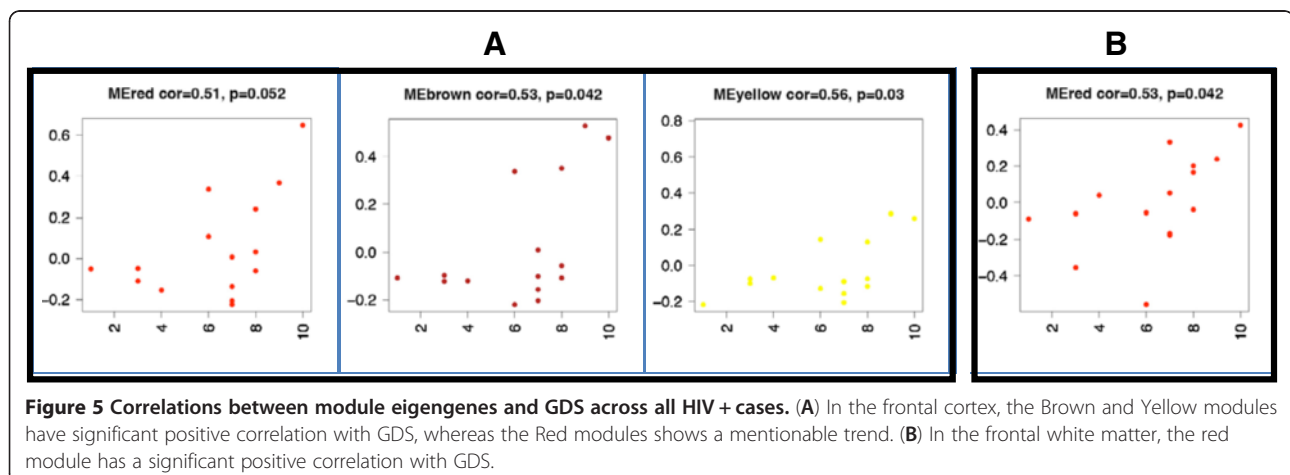 A
B
MEred cor=0.51, p=0.052
0.6
0.4
0.2
0.0
−0.2
2 4 6 8 10
MEbrown cor=0.53, p=0.042
0.4
0.2
0.0
−0.2
2 4 6 8 10
MEyellow cor=0.56, p=0.03
0.8
0.6
0.4
0.2
0.0
−0.2
2 4 6 8 10
MEred cor=0.53, p=0.042
0.4
0.2
0.0
−0.2
−0.4
2 4 6 8 10
Figure 5 Correlations between module eigengenes and GDS across all HIV + cases. (A) In the frontal cortex, the Brown and Yellow modules
have significant positive correlation with GDS, whereas the Red modules shows a mentionable trend. (B) In the frontal white matter, the red
module has a significant positive correlation with GDS.